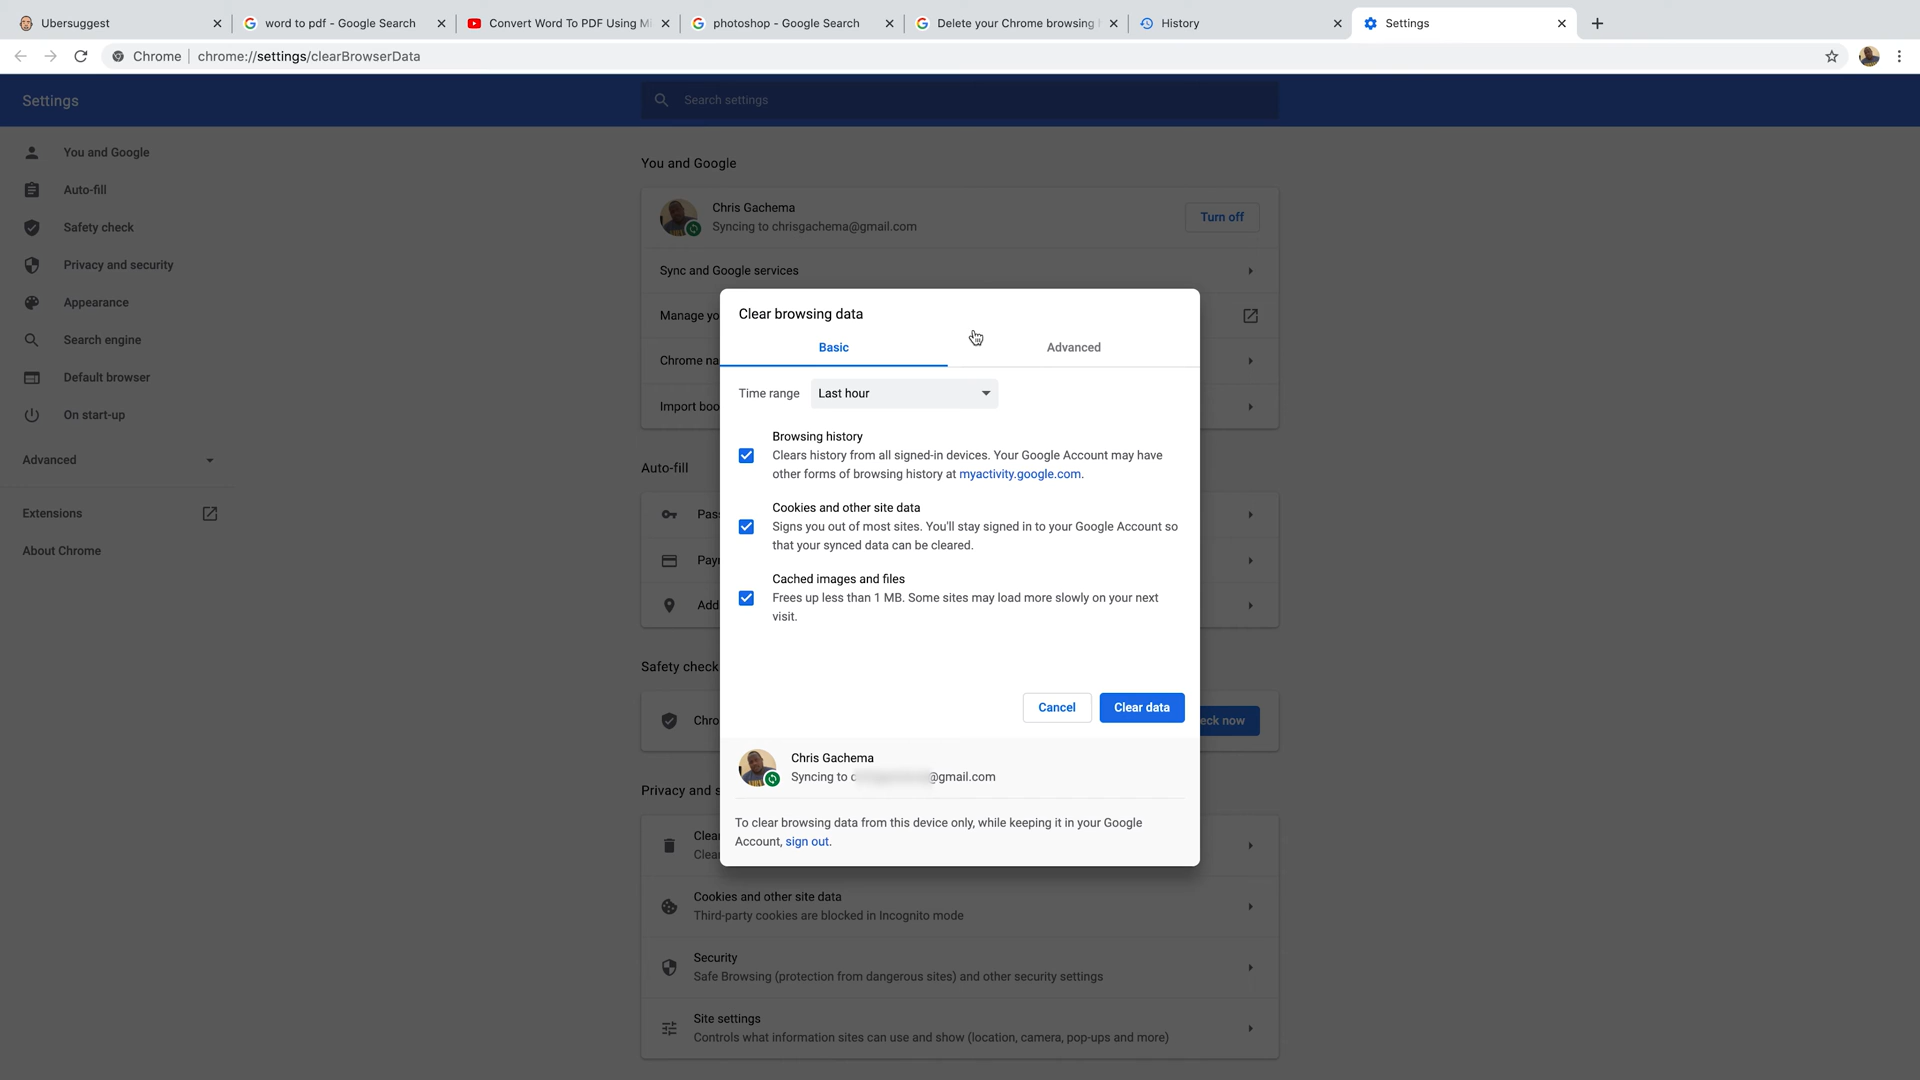 Ubersuggest
word to pdf - Google Search
Convert Word To PDF Using Mi
photoshop - Google Search
Delete your Chrome browsing
History
Settings
Chrome
chrome://settings/clearBrowserData
Settings
Search settings
You and Google
Auto-fill
Safety check
Privacy and security
Appearance
Search engine
Default browser
On start-up
Advanced
Extensions
About Chrome
You and Google
Chris Gachema
Syncing to chrisgachema@gmail.com
Turn off
Sync and Google services
Manage yo
Chrome na
Import boo
Auto-fill
Pas
Pay
Add
Safety check
Chro
eck now
Privacy and s
Clea
Clea
Cookies and other site data
Third-party cookies are blocked in Incognito mode
Security
Safe Browsing (protection from dangerous sites) and other security settings
Site settings
Controls what information sites can use and show (location, camera, pop-ups and more)
Clear browsing data
Basic
Advanced
Time range
Last hour
Browsing history
Clears history from all signed-in devices. Your Google Account may have
other forms of browsing history at myactivity.google.com.
Cookies and other site data
Signs you out of most sites. You'll stay signed in to your Google Account so
that your synced data can be cleared.
Cached images and files
Frees up less than 1 MB. Some sites may load more slowly on your next
visit.
Cancel
Clear data
Chris Gachema
Syncing to @gmail.com
To clear browsing data from this device only, while keeping it in your Google
Account, sign out.